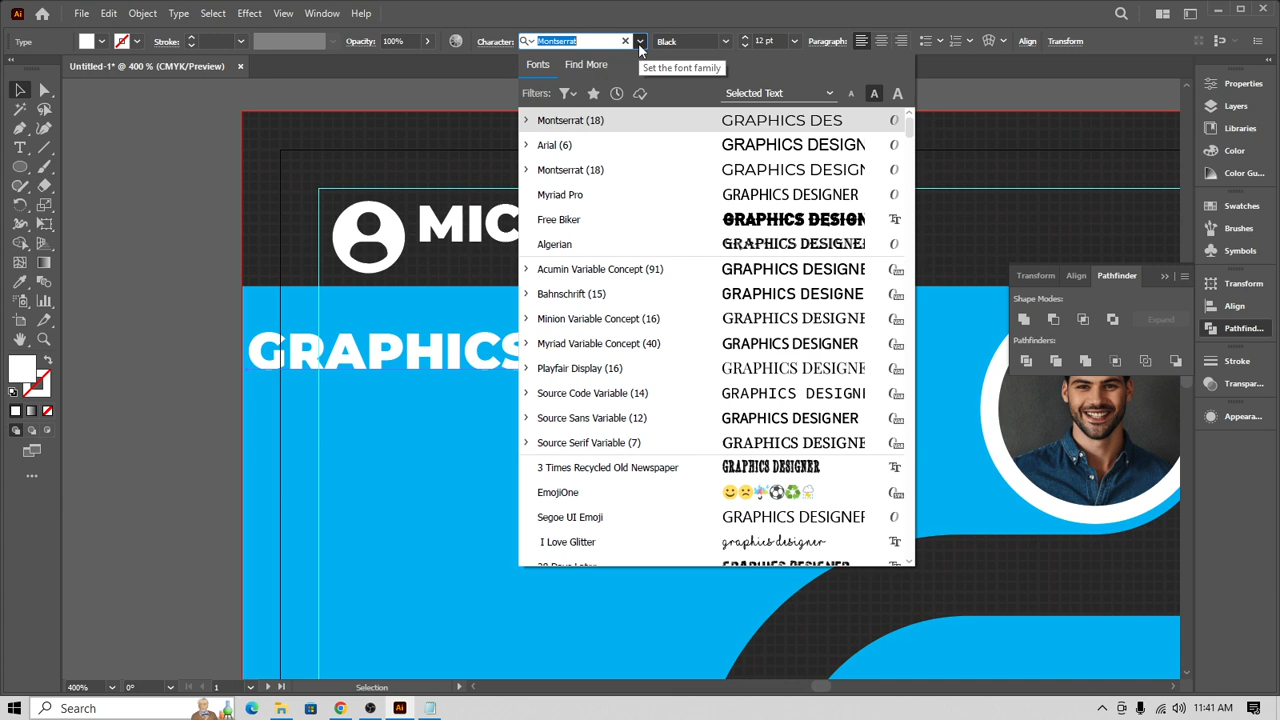 Ai
File
Edit
Object
Type
Select
Effect
View
Window
Help
Type
Stroke:
Opacity:
100%
Character:
Montserrat
Black
12 pt
Paragraph:
Align
Transform
Untitled-1* @ 400 % (CMYK/Preview)
Set the font family
Fonts
Find More
Filters:
Selected Text
Montserrat (18) GRAPHICS DES
Arial (6) GRAPHICS DESIGN
Montserrat (18) GRAPHICS DESIGN
Myriad Pro GRAPHICS DESIGNER
Free Biker GRAPHICS DESIGN
Algerian GRAPHICS DESIGNE
Acumin Variable Concept (91) GRAPHICS DESIGNE
Bahnschrift (15) GRAPHICS DESIGNE
Minion Variable Concept (16) GRAPHICS DESIGNE
Myriad Variable Concept (40) GRAPHICS DESIGNER
Playfair Display (16) GRAPHICS DESIGNE
Source Code Variable (14) GRAPHICS DESIGN
Source Sans Variable (12) GRAPHICS DESIGNER
Source Serif Variable (7) GRAPHICS DESIGNE
3 Times Recycled Old Newspaper GRAPHICS DESIGNER
EmojiOne
Segoe UI Emoji GRAPHICS DESIGNER
I Love Glitter graphics designer
MIC
GRAPHICS
Transform
Align
Pathfinder
Shape Modes:
Expand
Pathfinders:
Properties
Layers
Libraries
Color
Color Gu...
Swatches
Brushes
Symbols
Transform
Align
Pathfind...
Stroke
Transpar...
Appeara...
400%
0°
1
Selection
Search
Ai
11:41 AM